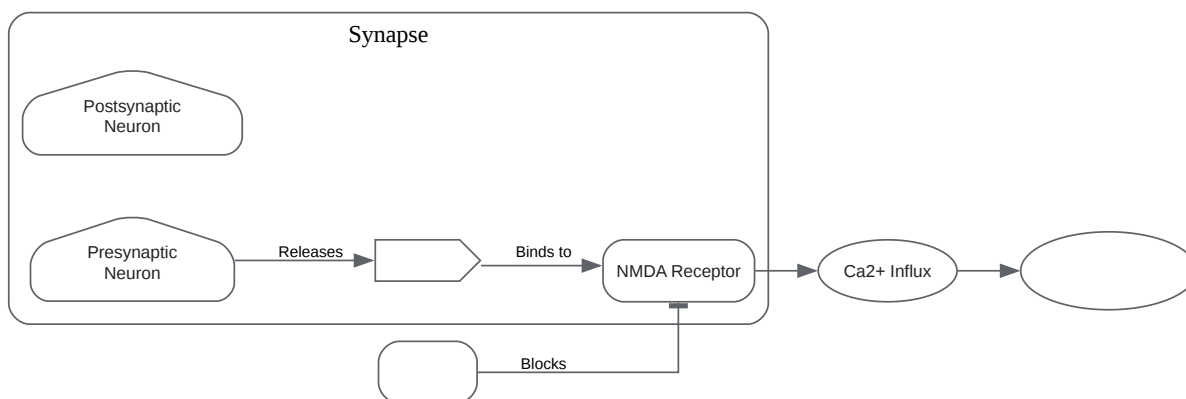 Synapse
Postsynaptic
Neuron
Presynaptic
Neuron
Releases
Binds to
NMDA Receptor
Ca2+ Influx
Blocks